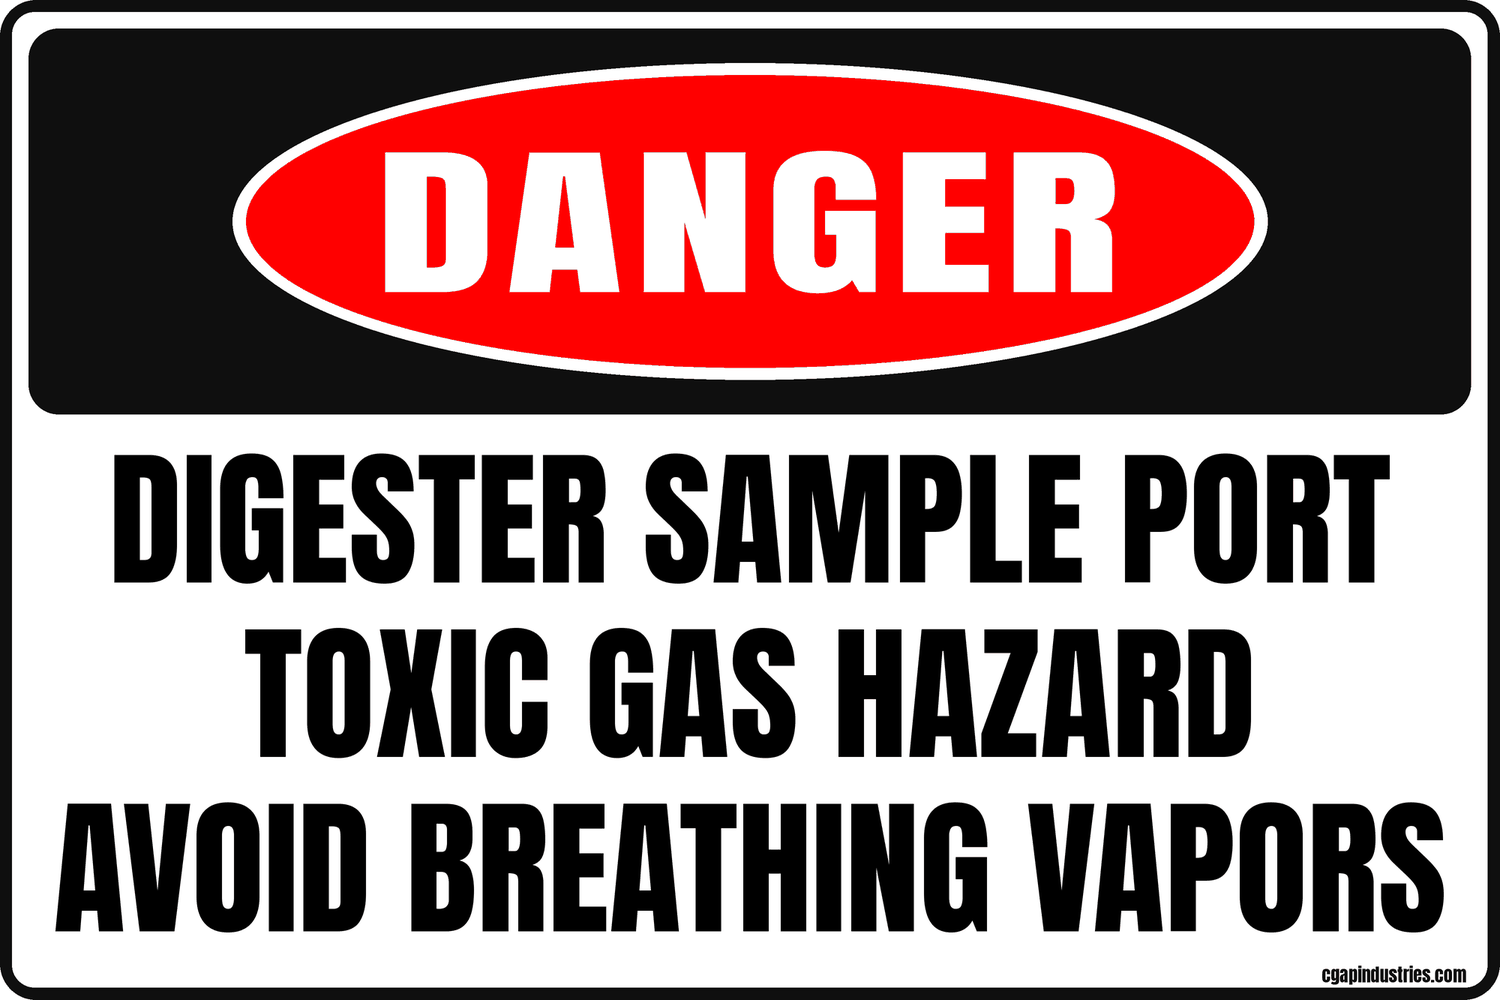 DANGER
DIGESTER SAMPLE PORT
TOXIC GAS HAZARD
AVOID BREATHING VAPORS
cgapindustries.com